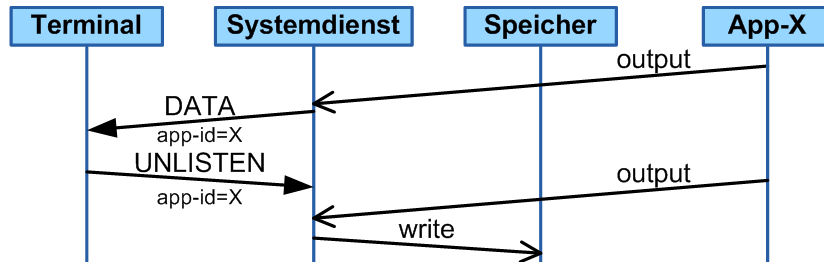 Terminal
Systemdienst
Speicher
App-X
output
DATA
app-id=X
UNLISTEN
app-id=X
output
write